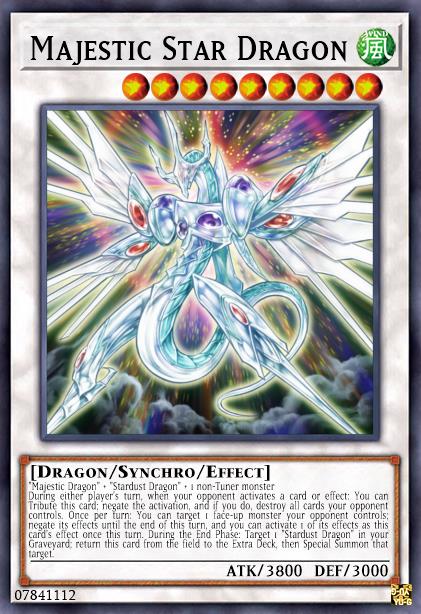 MAJESTIC STAR DRAGON
WIND
風
[DRAGON/SYNCHRO/EFFECT]
"Majestic Dragon" + "Stardust Dragon" + 1 non-Tuner monster
During either player's turn, when your opponent activates a card or effect: You can
Tribute this card; negate the activation, and if you do, destroy all cards your opponent
controls. Once per turn: You can target 1 face-up monster your opponent controls;
negate its effects until the end of this turn, and you can activate 1 of its effects as this
card's effect once this turn. During the End Phase: Target 1 "Stardust Dragon" in your
Graveyard; return this card from the field to the Extra Deck, then Special Summon that
target.
ATK/3800 DEF/3000
07841112